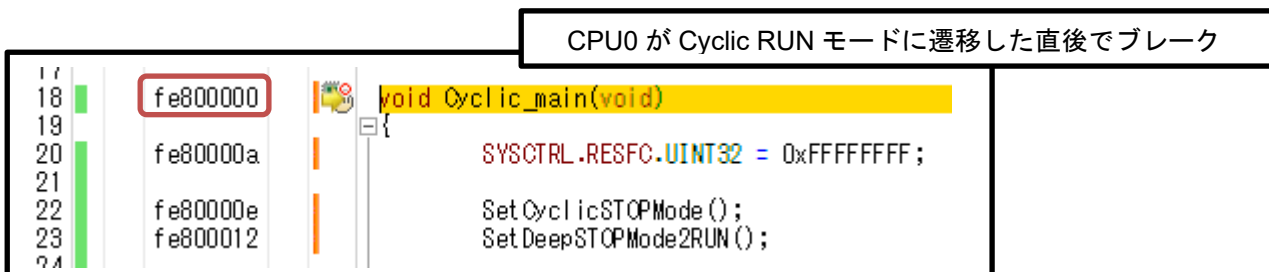 CPU0 が Cyclic RUN モードに遷移した直後でブレーク
17
18 fe800000 void Cyclic_main(void)
19 {
20 fe80000a SYSCTRL.RESFC.UINT32 = 0xFFFFFFFF;
21
22 fe80000e SetCyclicSTOPMode();
23 fe800012 SetDeepSTOPMode2RUN();
24